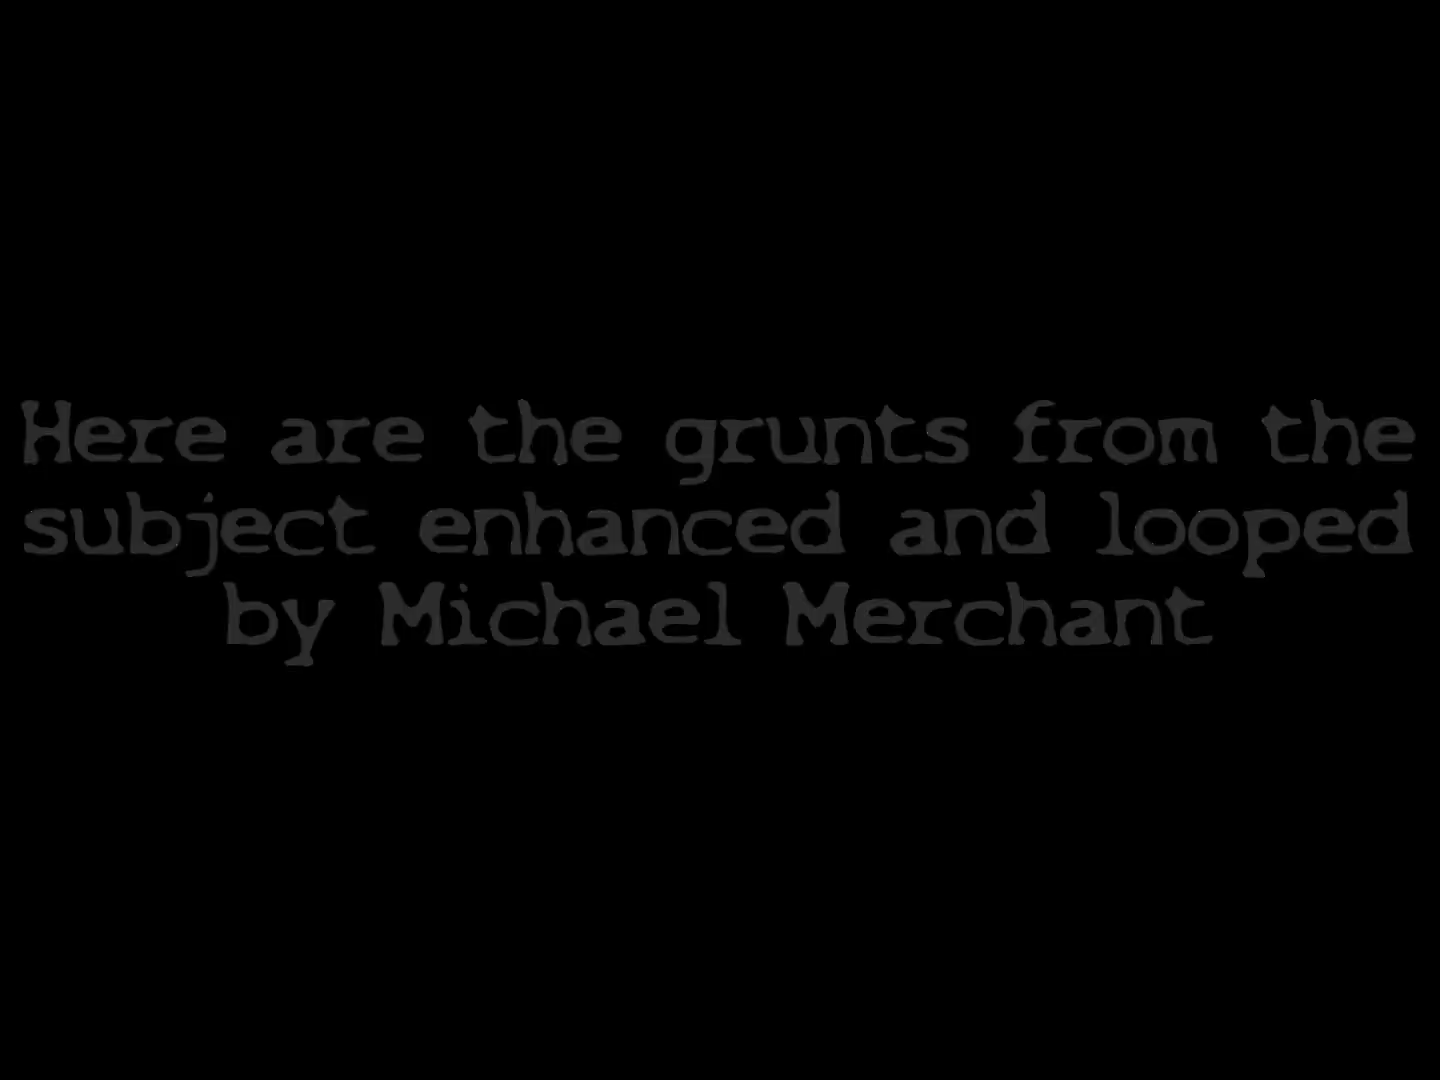 Here are the grunts from the
subject enhanced and looped
by Michael Merchant